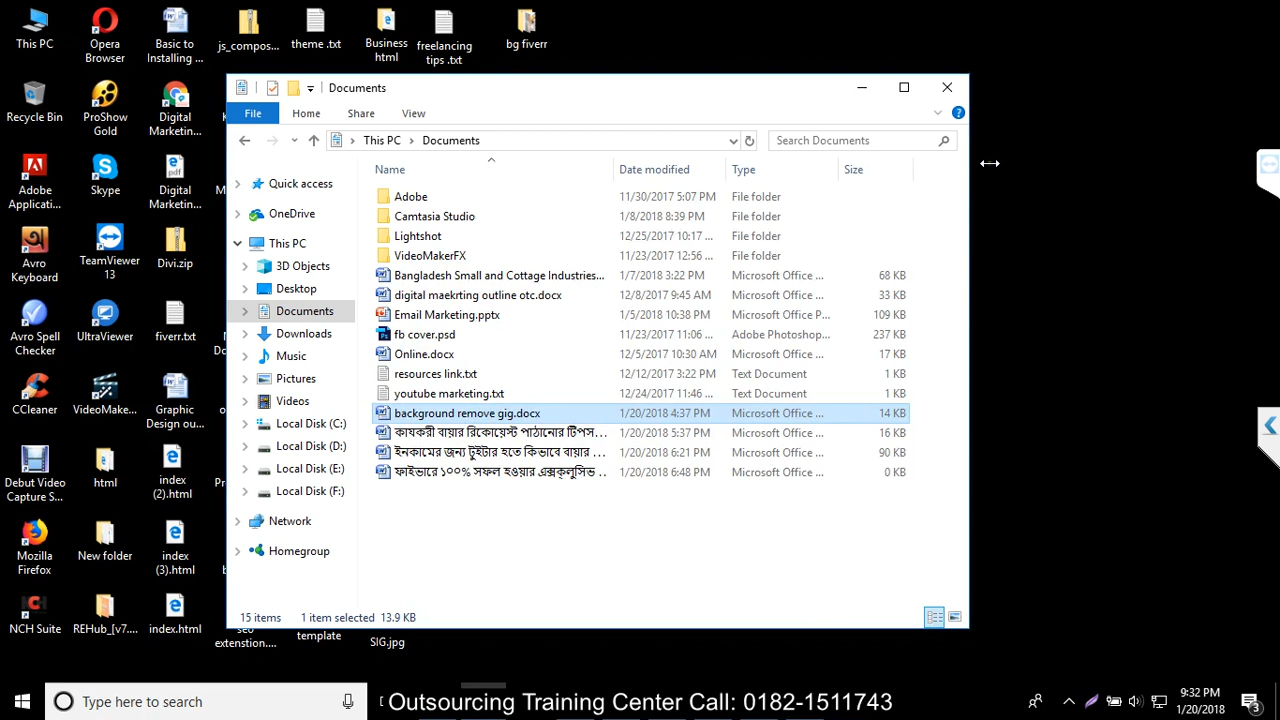 This PC
Opera Browser
Basic to Installing ...
js_compos...
theme .txt
Business html
freelancing tips .txt
bg fiverr
Recycle Bin
ProShow Gold
Digital Marketin...
Adobe Applicatio...
Skype
Digital Marketin...
Avro Keyboard
TeamViewer 13
Divi.zip
Avro Spell Checker
UltraViewer
fiverr.txt
CCleaner
VideoMake...
Graphic Design ou...
Debut Video Capture S...
html
index (2).html
Mozilla Firefox
New folder
index (3).html
NCH Suite
REHub_[v7....
index.html
seo extenstion....
template
SIG.jpg
Documents
File Home Share View
This PC Documents
Search Documents
Name Date modified Type Size
Quick access
OneDrive
This PC
3D Objects
Desktop
Documents
Downloads
Music
Pictures
Videos
Local Disk (C:)
Local Disk (D:)
Local Disk (E:)
Local Disk (F:)
Network
Homegroup
Adobe 11/30/2017 5:07 PM File folder
Camtasia Studio 1/8/2018 8:39 PM File folder
Lightshot 12/25/2017 10:17 ... File folder
VideoMakerFX 11/23/2017 12:56 ... File folder
Bangladesh Small and Cottage Industries... 1/7/2018 3:22 PM Microsoft Office ... 68 KB
digital maekrting outline otc.docx 12/8/2017 9:45 AM Microsoft Office ... 33 KB
Email Marketing.pptx 1/5/2018 10:38 PM Microsoft Office P... 109 KB
fb cover.psd 11/23/2017 11:06 ... Adobe Photoshop... 237 KB
Online.docx 12/5/2017 10:30 AM Microsoft Office ... 17 KB
resources link.txt 12/12/2017 3:22 PM Text Document 1 KB
youtube marketing.txt 12/24/2017 11:46 ... Text Document 1 KB
background remove gig.docx 1/20/2018 4:37 PM Microsoft Office ... 14 KB
কাযকরী বায়ার রিকোয়েস্ট পাঠানোর টিপস... 1/20/2018 5:37 PM Microsoft Office ... 16 KB
ইনকামের জন্য টুইটার হতে কিভাবে বায়ার ... 1/20/2018 6:21 PM Microsoft Office ... 90 KB
ফাইভারে ১০০% সফল হওয়ার এক্সক্লুসিভ .. 1/20/2018 6:48 PM Microsoft Office ... 0 KB
15 items 1 item selected 13.9 KB
Type here to search
Outsourcing Training Center Call: 0182-1511743
9:32 PM
1/20/2018
3